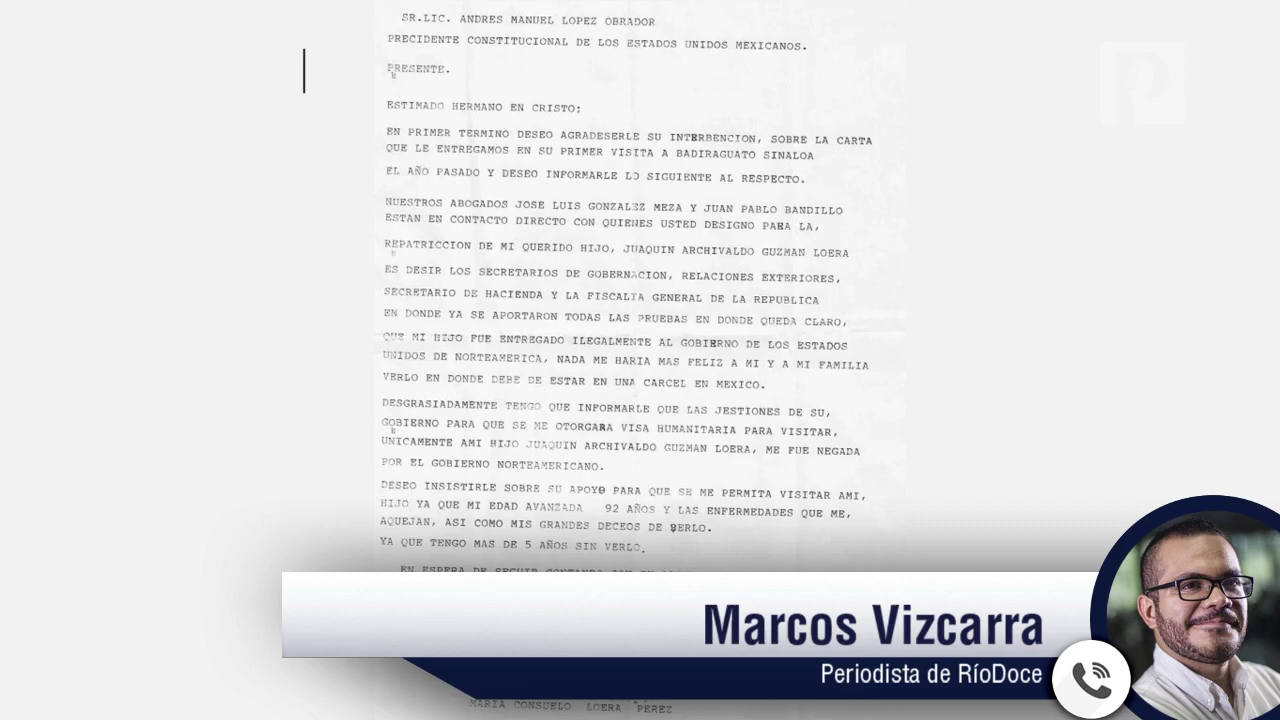 SR.LIC. ANDRES MANUEL LOPEZ OBRADOR
PRECIDENTE CONSTITUCIONAL DE LOS ESTADOS UNIDOS MEXICANOS.
PRESENTE.
ESTIMADO HERMANO EN CRISTO;
EN PRIMER TERMINO DESEO AGRADESERLE SU INTERBENCION, SOBRE LA CARTA
QUE LE ENTREGAMOS EN SU PRIMER VISITA A BADIRAGUATO SINALOA
EL AÑO PASADO Y DESEO INFORMARLE LO SIGUIENTE AL RESPECTO.
NUESTROS ABOGADOS JOSE LUIS GONZALEZ MEZA Y JUAN PABLO BANDILLO
ESTAN EN CONTACTO DIRECTO CON QUIENES USTED DESIGNO PARA LA,
REPATRICCION DE MI QUERIDO HIJO, JUAQUIN ARCHIVALDO GUZMAN LOERA
ES DESIR LOS SECRETARIOS DE GOBERNACION, RELACIONES EXTERIORES,
SECRETARIO DE HACIENDA Y LA FISCALIA GENERAL DE LA REPUBLICA
EN DONDE YA SE APORTARON TODAS LAS PRUEBAS EN DONDE QUEDA CLARO,
QUE MI HIJO FUE ENTREGADO ILEGALMENTE AL GOBIERNO DE LOS ESTADOS
UNIDOS DE NORTEAMERICA, NADA ME HARIA MAS FELIZ A MI Y A MI FAMILIA
VERLO EN DONDE DEBE DE ESTAR EN UNA CARCEL EN MEXICO.
DESGRASIADAMENTE TENGO QUE INFORMARLE QUE LAS JESTIONES DE SU,
GOBIERNO PARA QUE SE ME OTORGARA VISA HUMANITARIA PARA VISITAR,
UNICAMENTE AMI HIJO JUAQUIN ARCHIVALDO GUZMAN LOERA, ME FUE NEGADA
POR EL GOBIERNO NORTEAMERICANO.
DESEO INSISTIRLE SOBRE SU APOYO PARA QUE SE ME PERMITA VISITAR AMI,
HIJO YA QUE MI EDAD AVANZADA 92 AÑOS Y LAS ENFERMEDADES QUE ME,
AQUEJAN, ASI COMO MIS GRANDES DECEOS DE VERLO.
YA QUE TENGO MAS DE 5 AÑOS SIN VERLO.
EN ESPERA DE SEGUIR CONTANDO CON SU
Marcos Vizcarra
Periodista de RíoDoce
MARIA CONSUELO LOERA PEREZ